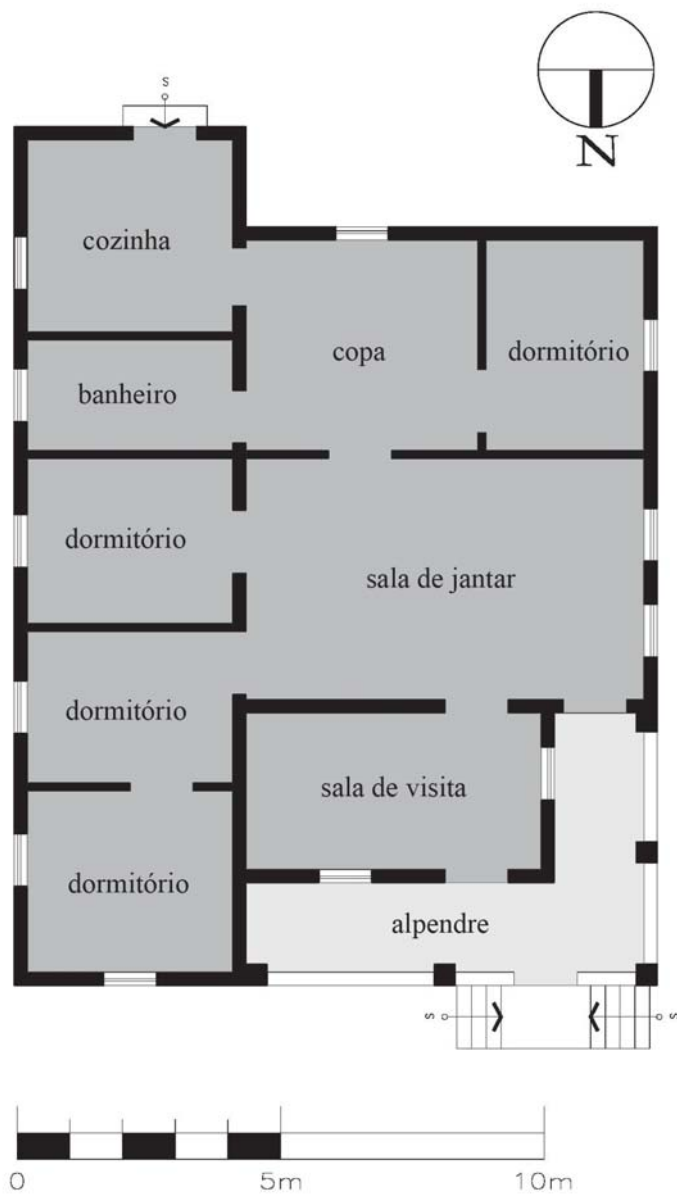 s
N
cozinha
copa
dormitório
banheiro
dormitório
sala de jantar
dormitório
sala de visita
dormitório
alpendre
s
s
0
5m
10m